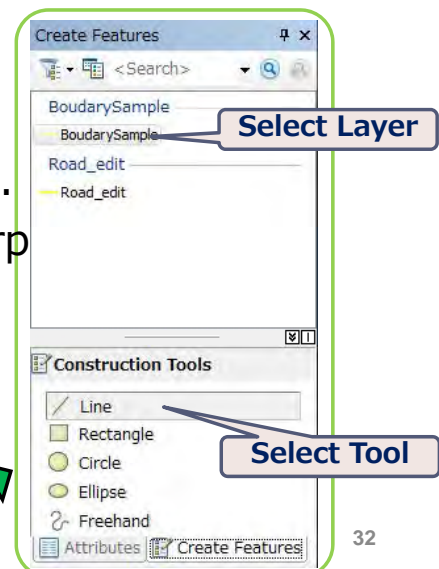 Create Features
<Search>
BoudarySample
BoudarySample
Select Layer
Road_edit
.
Road_edit
rp
Construction Tools
Line
Rectangle
Select Tool
Circle
Ellipse
Freehand
Attributes Create Features
32